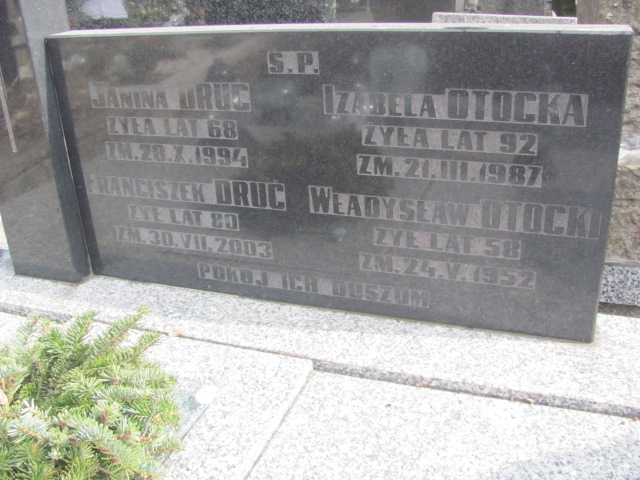 S.P.
JANINA DRUĆ
ŻYŁA LAT 68
ZM. 28.X.1994
FRANCISZEK DRUĆ
ŻYŁ LAT 80
ZM. 30.VII.2003
IZABELA OTOCKA
ŻYŁA LAT 92
ZM. 21.III.1987
WŁADYSŁAW OTOCKI
ŻYŁ LAT 58
ZM. 24.V.1952
POKÓJ ICH DUSZOM